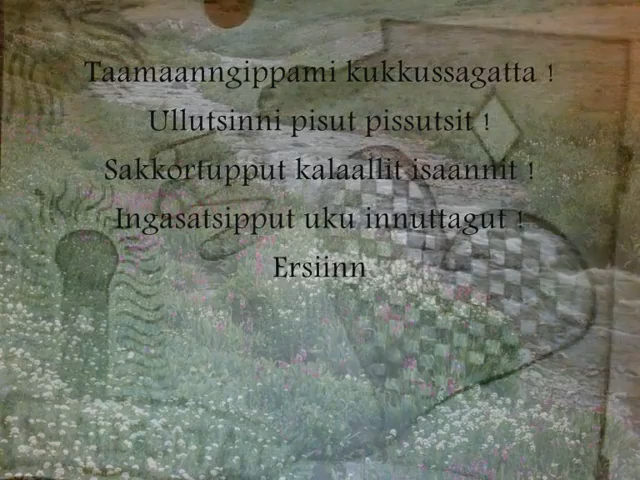 Taamaanngippami kukkussagatta !
Ullutsinni pisut pissutsit !
Sakkortupput kalaallit isaannit !
Ingasatsipput uku innuttagut !
Ersiinn